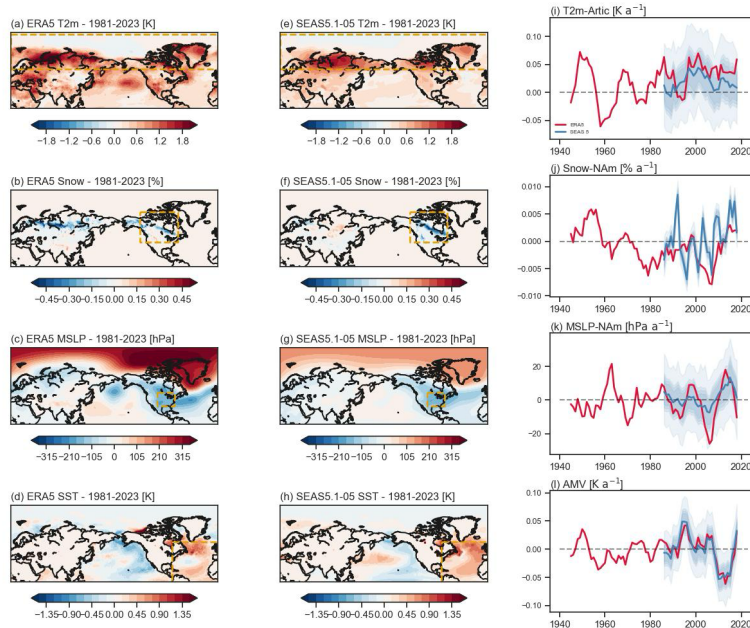 (a) ERA5 T2m - 1981-2023 [K]
−1.8 −1.2 −0.6 0.0 0.6 1.2 1.8
(b) ERA5 Snow - 1981-2023 [%]
−0.45−0.30−0.15 0.00 0.15 0.30 0.45
(c) ERA5 MSLP - 1981-2023 [hPa]
−315−210−105 0 105 210 315
(d) ERA5 SST - 1981-2023 [K]
−1.35−0.90−0.45 0.00 0.45 0.90 1.35
(e) SEAS5.1-05 T2m - 1981-2023 [K]
−1.8 −1.2 −0.6 0.0 0.6 1.2 1.8
(f) SEAS5.1-05 Snow - 1981-2023 [%]
−0.45−0.30−0.15 0.00 0.15 0.30 0.45
(g) SEAS5.1-05 MSLP - 1981-2023 [hPa]
−315−210−105 0 105 210 315
(h) SEAS5.1-05 SST - 1981-2023 [K]
−1.35−0.90−0.45 0.00 0.45 0.90 1.35
(i) T2m-Artic [K a⁻¹]
0.10
0.05
0.00
−0.05
ERA5
SEAS 5
1940 1960 1980 2000 2020
(j) Snow-NAm [% a⁻¹]
0.010
0.005
0.000
−0.005
−0.010
1940 1960 1980 2000 2020
(k) MSLP-NAm [hPa a⁻¹]
20
0
−20
1940 1960 1980 2000 2020
(l) AMV [K a⁻¹]
0.10
0.05
0.00
−0.05
−0.10
1940 1960 1980 2000 2020